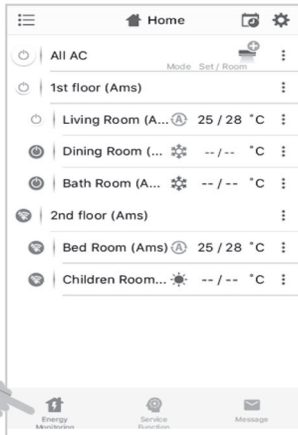 Home
All AC
Mode Set / Room
1st floor (Ams)
Living Room (A... A 25 / 28 °C
Dining Room (... -- / -- °C
Bath Room (A... -- / -- °C
2nd floor (Ams)
Bed Room (Ams) A 25 / 28 °C
Children Room... -- / -- °C
Energy
Monitoring
Service
Function
Message